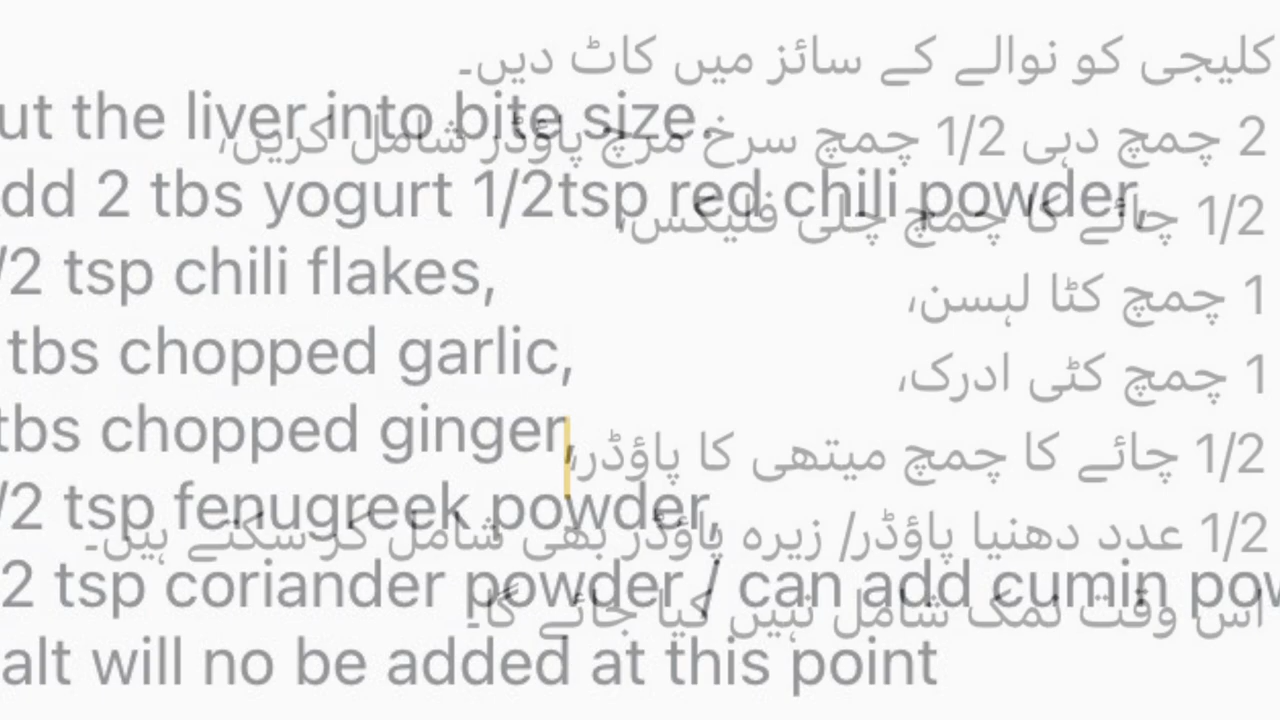 کلیجی کو نوالے کے سائز میں کاٹ دیں۔
ut the liver into bite size.
2 چمچ دہی 1/2 چمچ سرخ مرچ پاؤڈر شامل کریں،
dd 2 tbs yogurt 1/2tsp red chili powder,
1/2 چائے کا چمچ چلی فلیکس،
/2 tsp chili flakes,
1 چمچ کٹا لہسن،
tbs chopped garlic,
1 چمچ کٹی ادرک،
tbs chopped ginger,
1/2 چائے کا چمچ میتھی کا پاؤڈر،
/2 tsp fenugreek powder,
1/2 عدد دھنیا پاؤڈر/ زیرہ پاؤڈر بھی شامل کر سکتے ہیں۔
2 tsp coriander powder / can add cumin pow
اس وقت نمک شامل نہیں کیا جائے گا۔
alt will no be added at this point